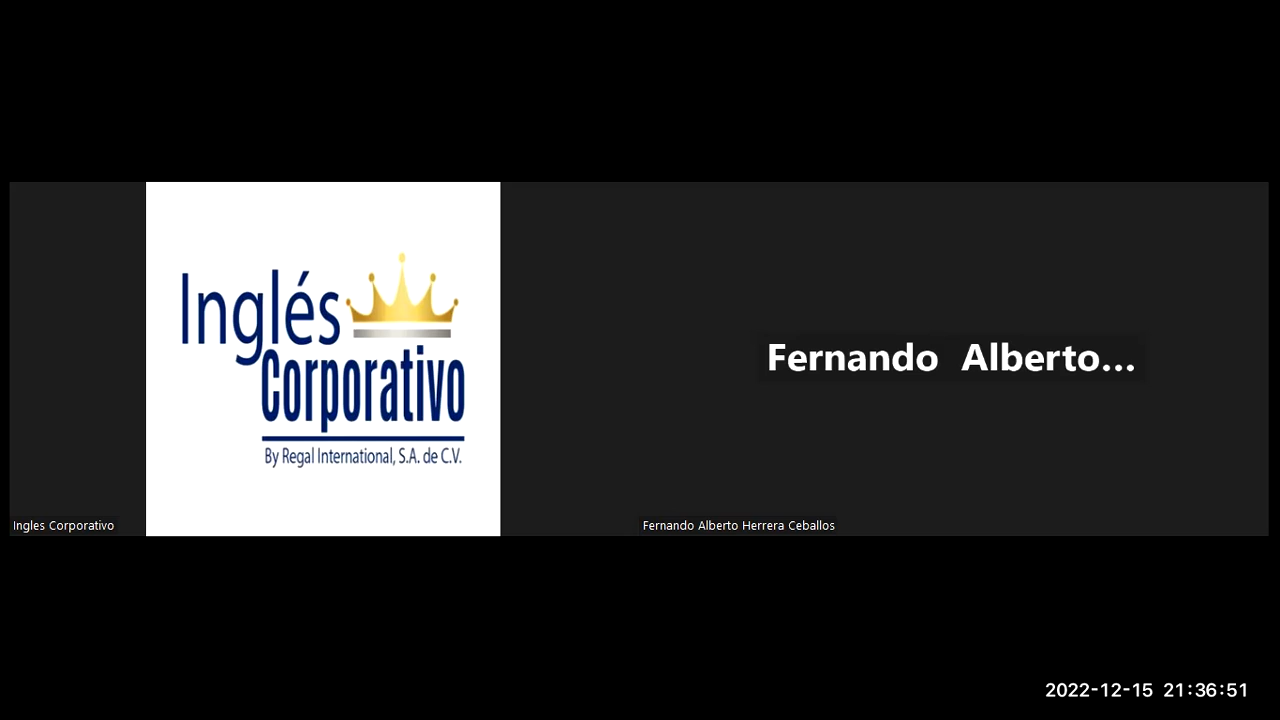 Inglés
Corporativo
By Regal International, S.A. de C.V.
Fernando Alberto...
Ingles Corporativo
Fernando Alberto Herrera Ceballos
2022-12-15 21:36:51